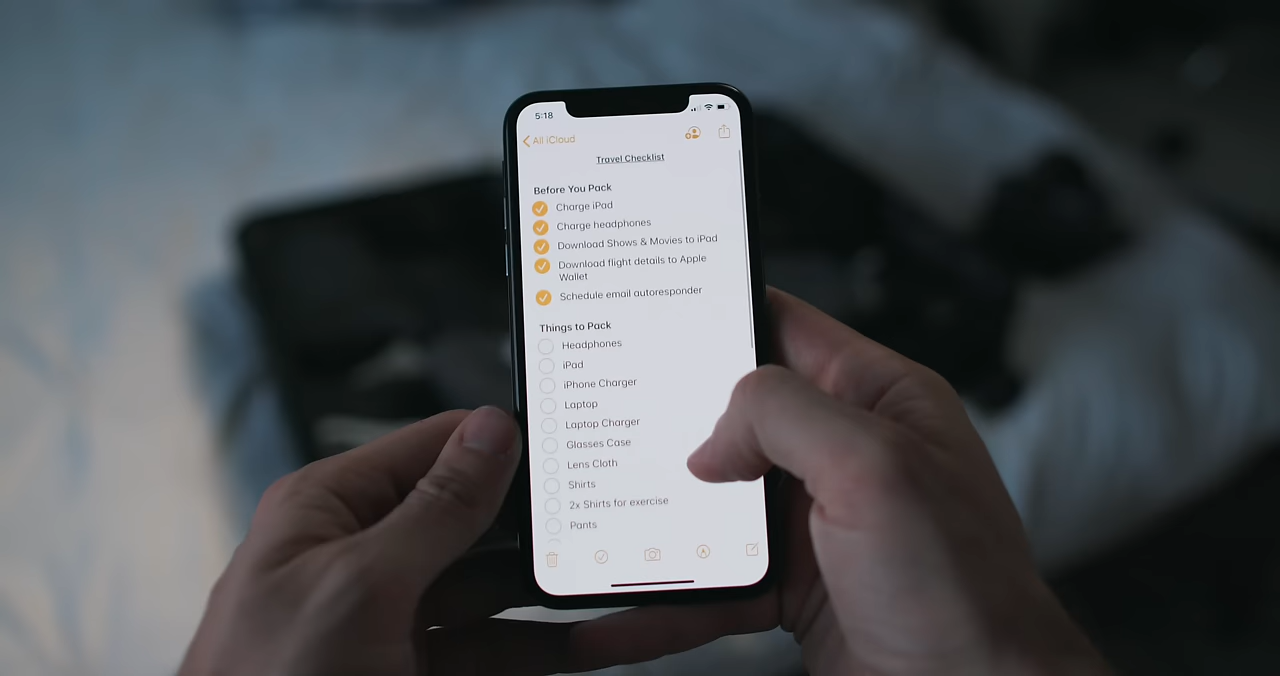 5:18
All iCloud
Travel Checklist
Before You Pack
Charge iPad
Charge headphones
Download Shows & Movies to iPad
Download flight details to Apple
Wallet
Schedule email autoresponder
Things to Pack
Headphones
iPad
iPhone Charger
Laptop
Laptop Charger
Glasses Case
Lens Cloth
Shirts
2x Shirts for exercise
Pants